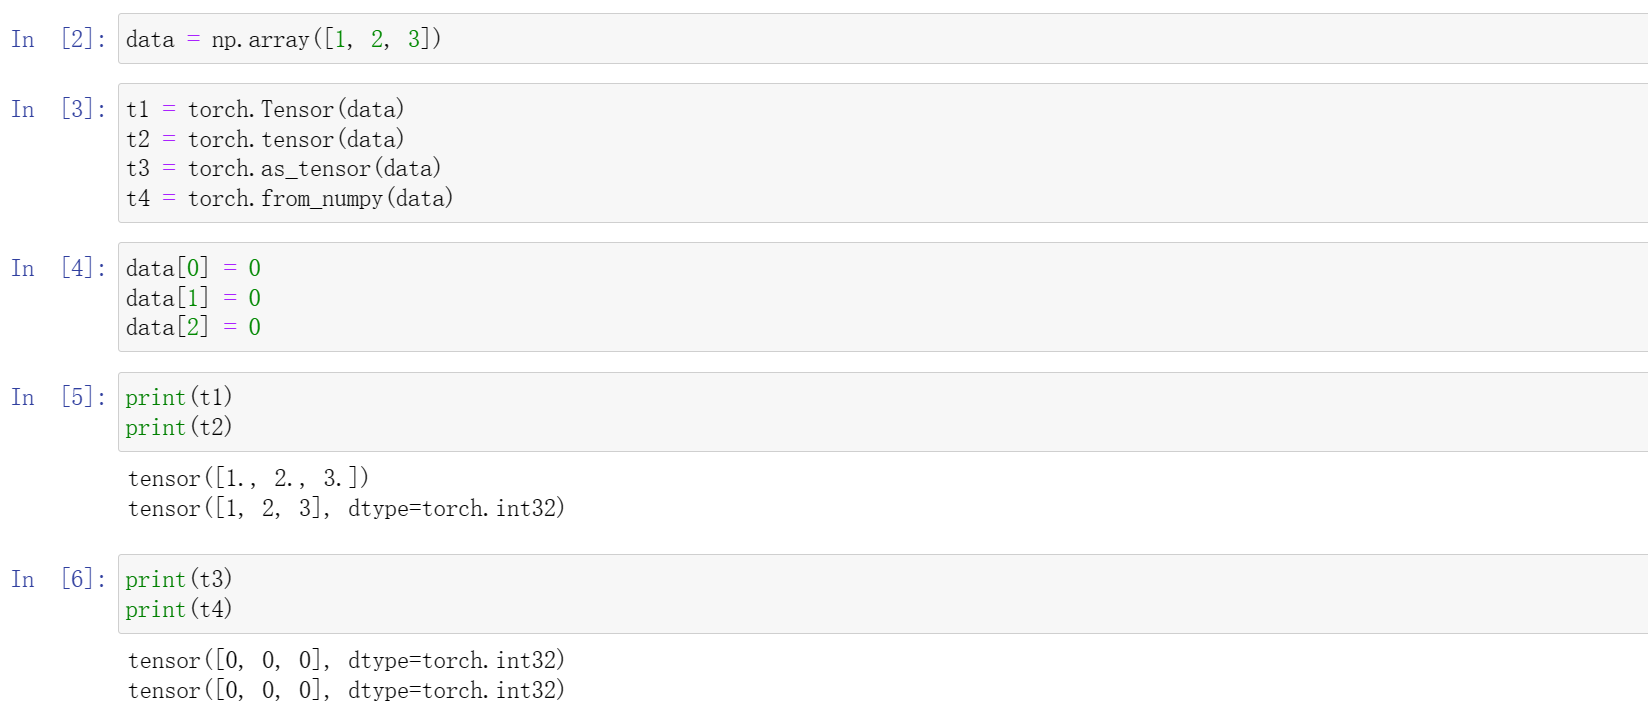 In [2]: data = np.array([1, 2, 3])
In [3]: t1 = torch.Tensor(data)
t2 = torch.tensor(data)
t3 = torch.as_tensor(data)
t4 = torch.from_numpy(data)
In [4]: data[0] = 0
data[1] = 0
data[2] = 0
In [5]: print(t1)
print(t2)
tensor([1., 2., 3.])
tensor([1, 2, 3], dtype=torch.int32)
In [6]: print(t3)
print(t4)
tensor([0, 0, 0], dtype=torch.int32)
tensor([0, 0, 0], dtype=torch.int32)